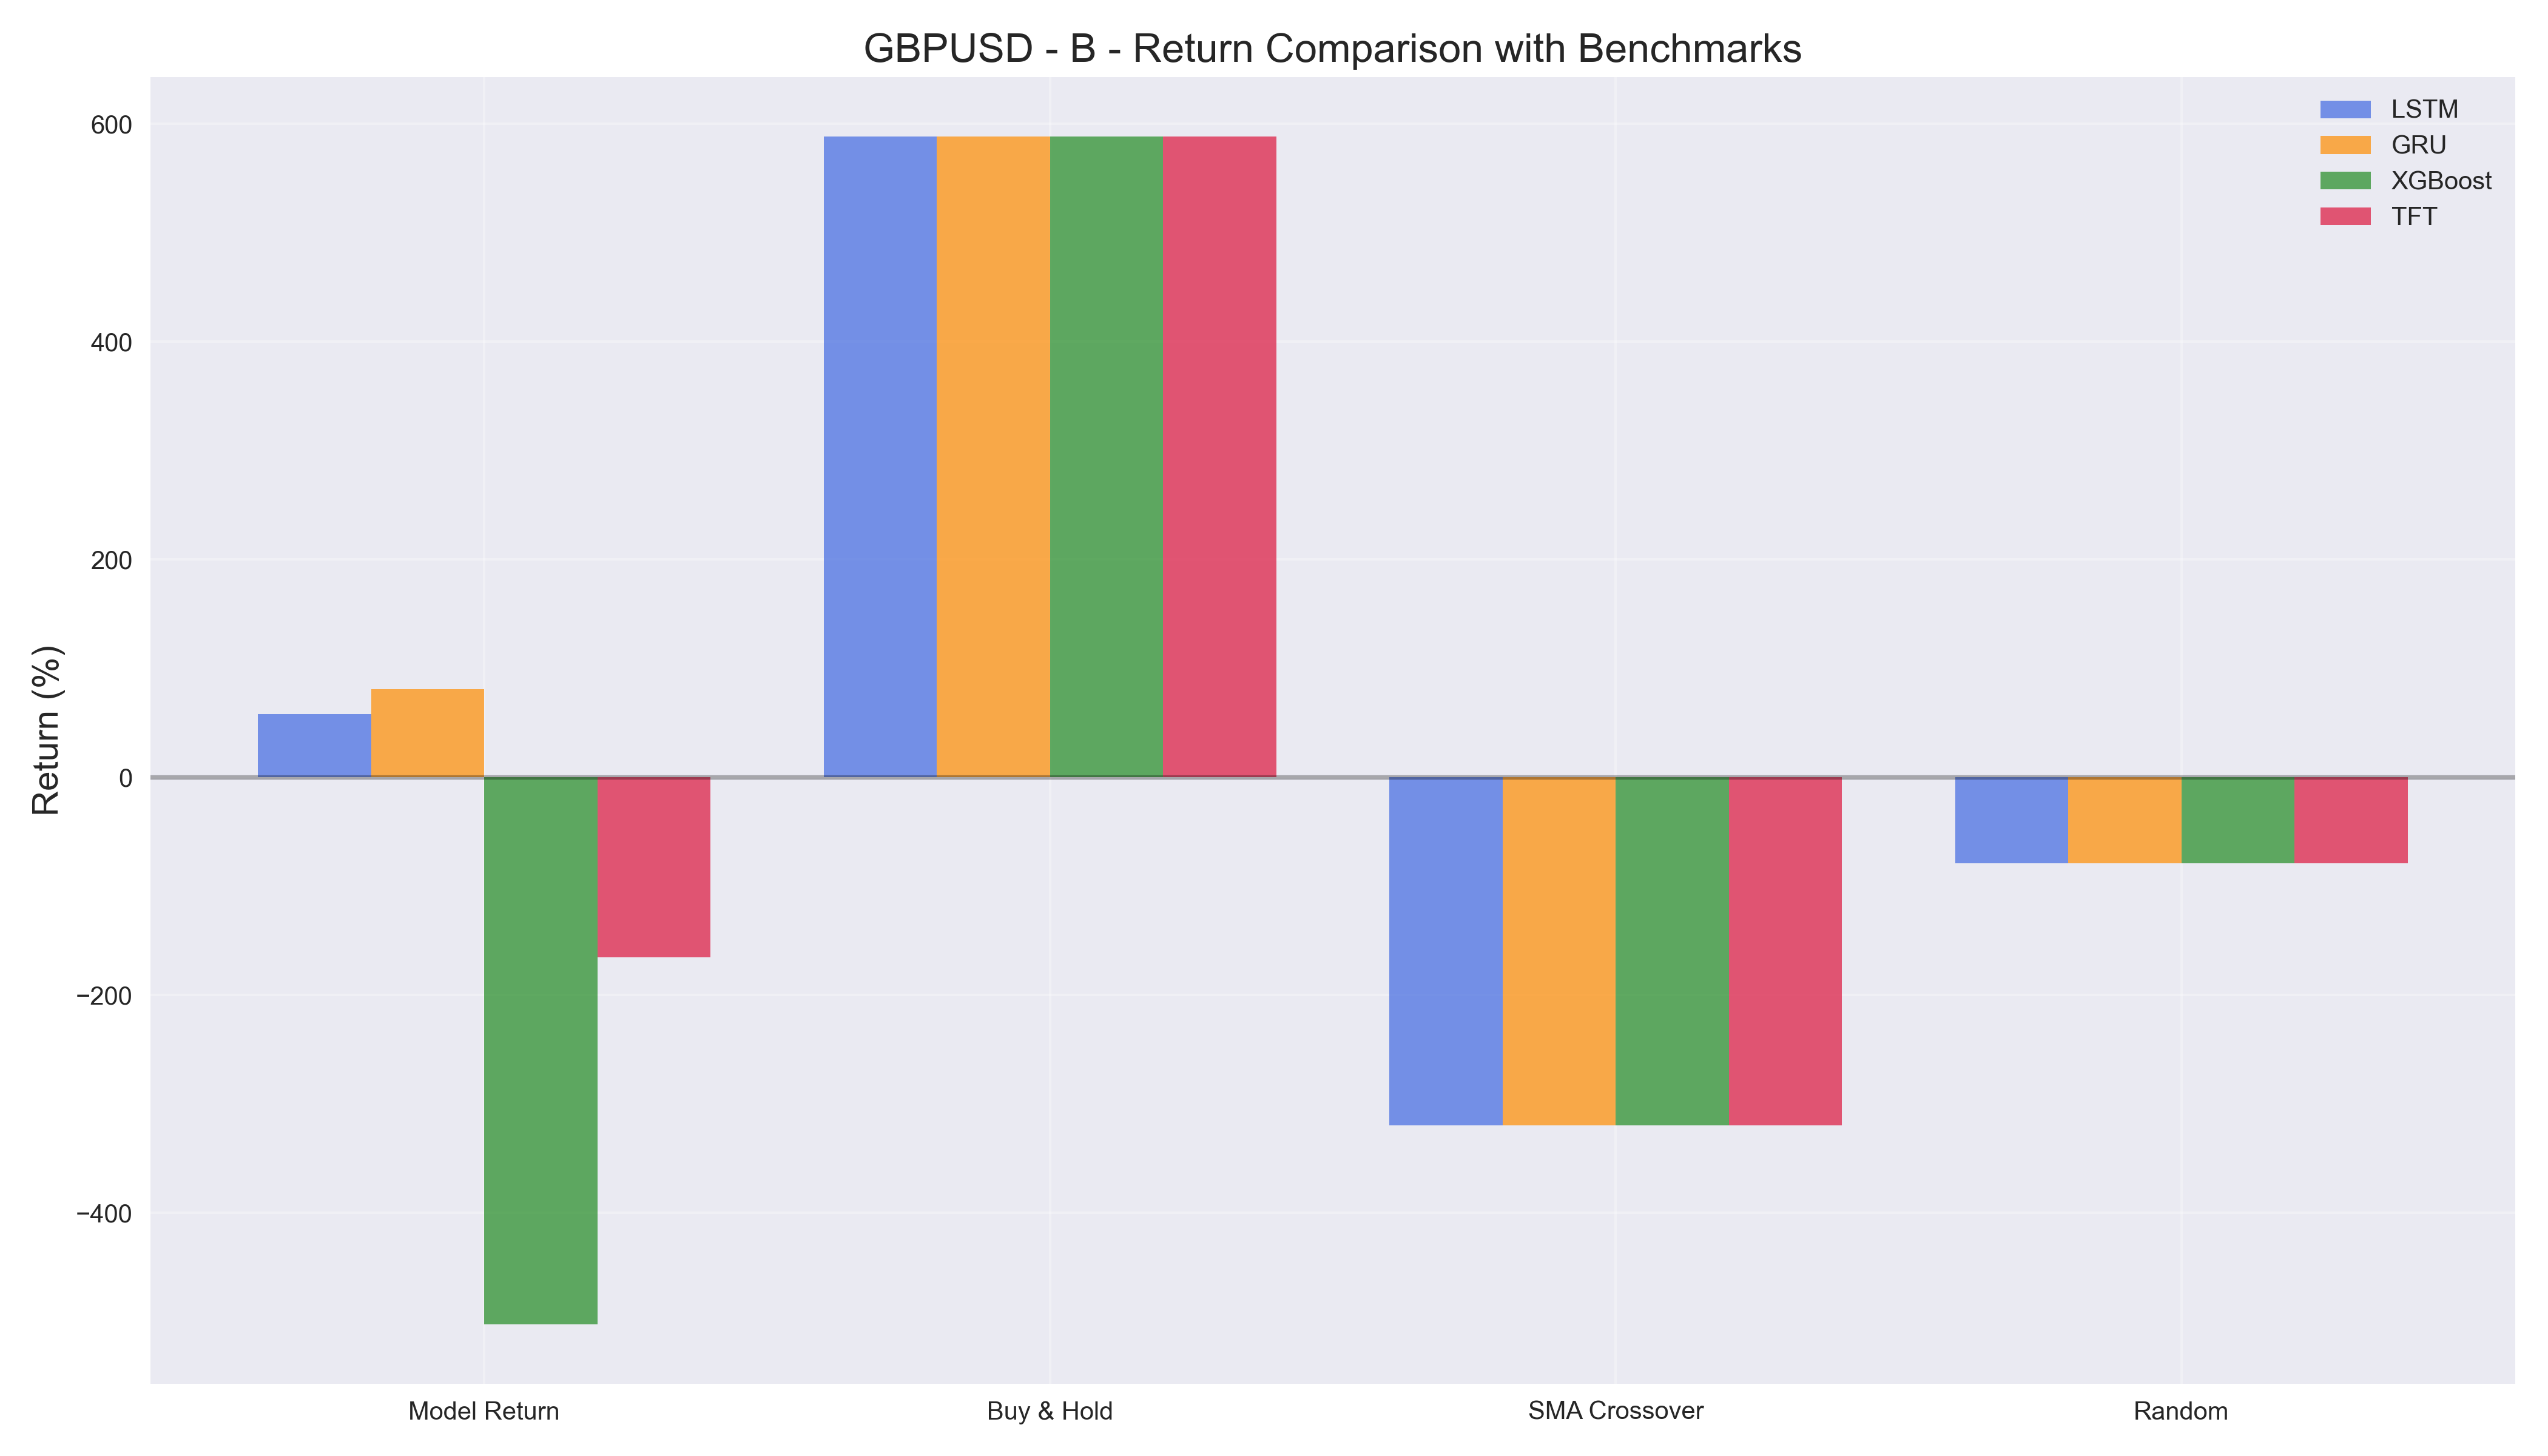 GBPUSD - B - Return Comparison with Benchmarks
LSTM
GRU
XGBoost
TFT
Return (%)
600
400
200
0
−200
−400
Model Return
Buy & Hold
SMA Crossover
Random